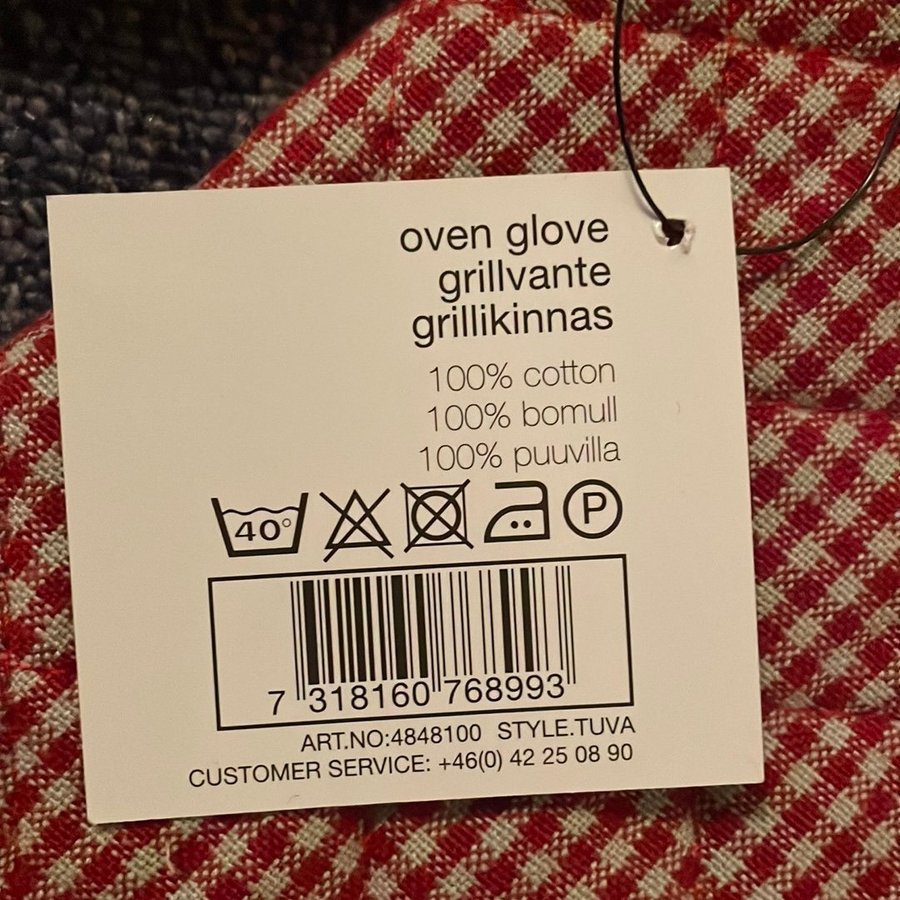 oven glove
grillvante
grillikinnas
100% cotton
100% bomull
100% puuvilla
40° P
7 318160 768993
ART.NO:4848100 STYLE.TUVA
CUSTOMER SERVICE: +46(0) 42 25 08 90